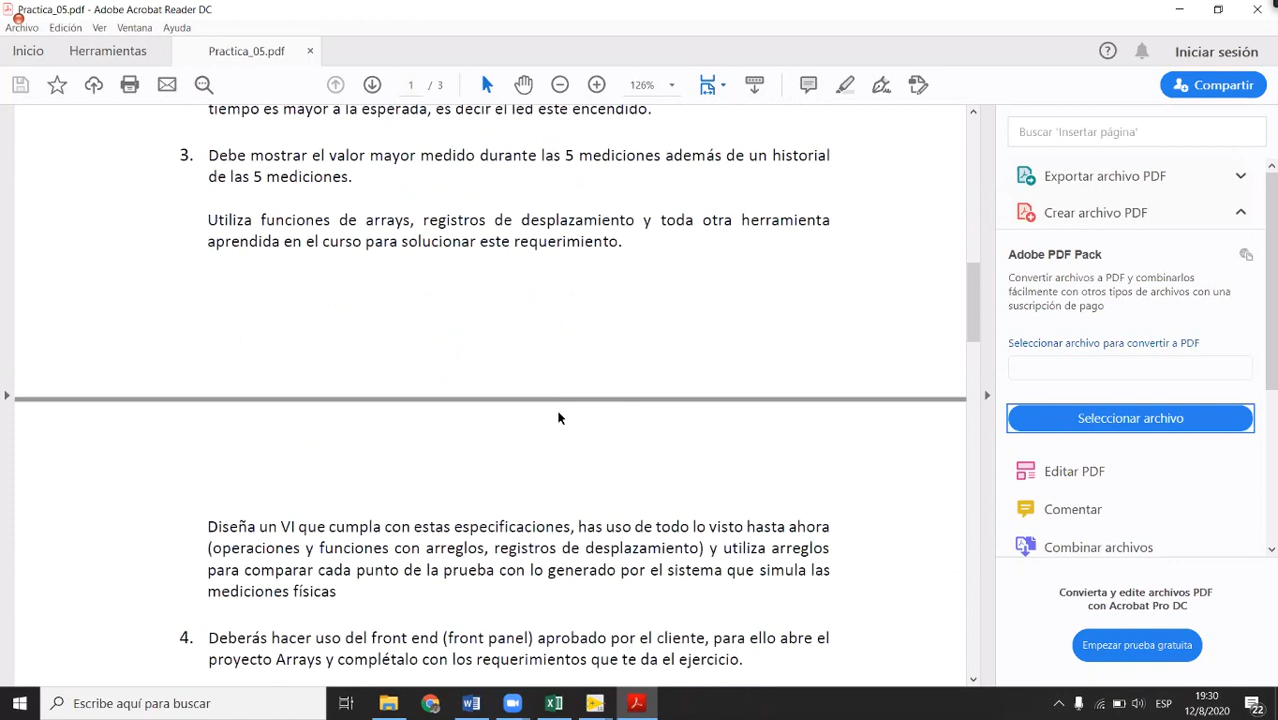 Practica_05.pdf - Adobe Acrobat Reader DC
Archivo Edición Ver Ventana Ayuda
Inicio Herramientas Practica_05.pdf × Iniciar sesión
1 / 3 126% Compartir
tiempo es mayor a la esperada, es decir el led este encendido.
3. Debe mostrar el valor mayor medido durante las 5 mediciones además de un historial
de las 5 mediciones.
Utiliza funciones de arrays, registros de desplazamiento y toda otra herramienta
aprendida en el curso para solucionar este requerimiento.
Diseña un VI que cumpla con estas especificaciones, has uso de todo lo visto hasta ahora
(operaciones y funciones con arreglos, registros de desplazamiento) y utiliza arreglos
para comparar cada punto de la prueba con lo generado por el sistema que simula las
mediciones físicas
4. Deberás hacer uso del front end (front panel) aprobado por el cliente, para ello abre el
proyecto Arrays y complétalo con los requerimientos que te da el ejercicio.
Buscar 'Insertar página'
Exportar archivo PDF
Crear archivo PDF
Adobe PDF Pack
Convertir archivos a PDF y combinarlos
fácilmente con otros tipos de archivos con una
suscripción de pago
Seleccionar archivo para convertir a PDF
Seleccionar archivo
Editar PDF
Comentar
Combinar archivos
Convierta y edite archivos PDF
con Acrobat Pro DC
Empezar prueba gratuita
Escribe aquí para buscar
ESP
19:30
12/8/2020
22